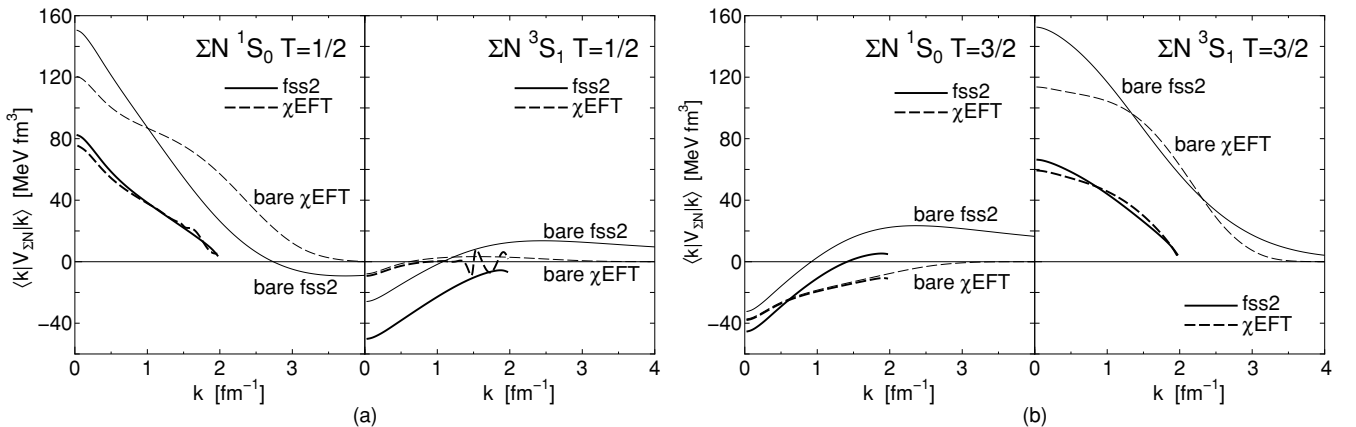 160
120
80
40
0
−40
⟨k|V_ΣN|k⟩ [MeV fm³]
ΣN ¹S₀ T=1/2
fss2
χEFT
bare χEFT
bare fss2
ΣN ³S₁ T=1/2
fss2
χEFT
bare fss2
bare χEFT
0 1 2 3 0 1 2 3 4
k [fm⁻¹] k [fm⁻¹]
(a)
160
120
80
40
0
−40
⟨k|V_ΣN|k⟩ [MeV fm³]
ΣN ¹S₀ T=3/2
fss2
χEFT
bare fss2
bare χEFT
ΣN ³S₁ T=3/2
bare fss2
bare χEFT
fss2
χEFT
0 1 2 3 0 1 2 3 4
k [fm⁻¹] k [fm⁻¹]
(b)